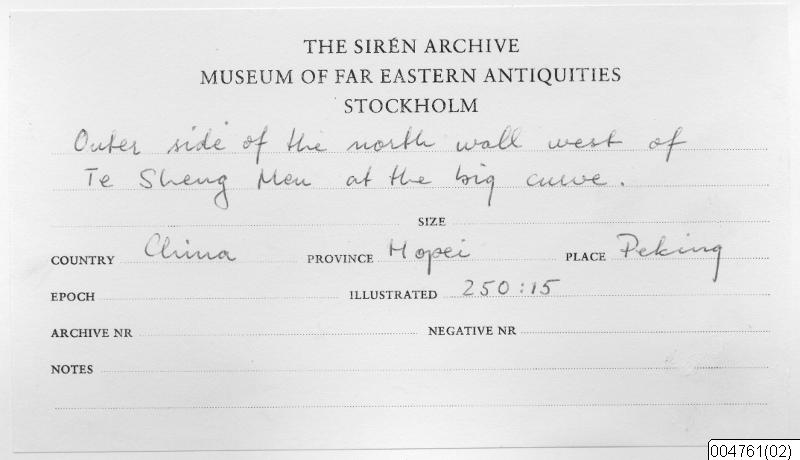 THE SIRÉN ARCHIVE
MUSEUM OF FAR EASTERN ANTIQUITIES
STOCKHOLM
Outer side of the north wall west of
Te Sheng Men at the big curve.
SIZE
COUNTRY China PROVINCE Hopei PLACE Peking
EPOCH ILLUSTRATED 250:15
ARCHIVE NR NEGATIVE NR
NOTES
004761(02)